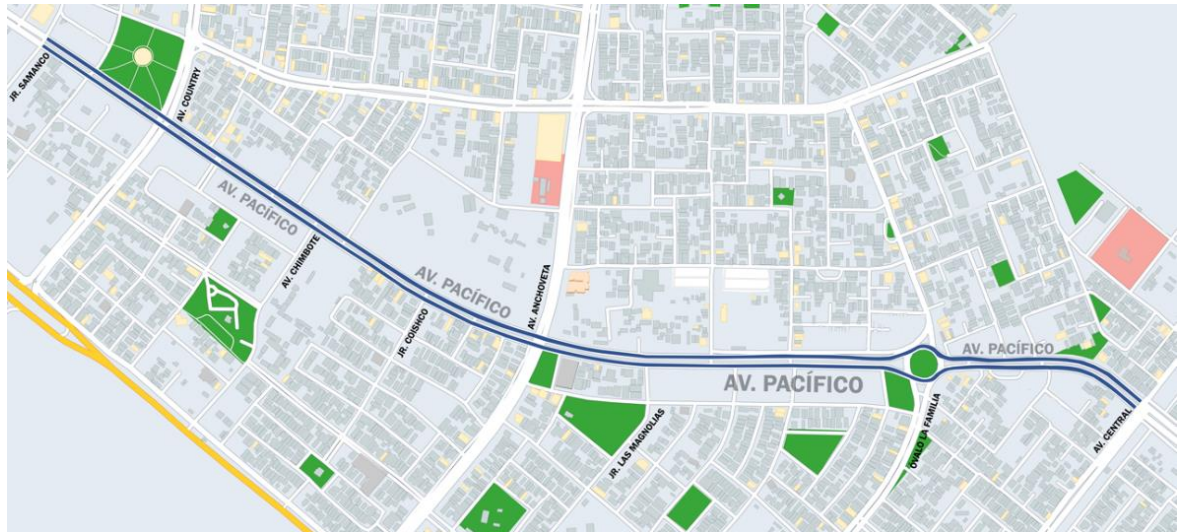 JR. SAMANCO
AV. COUNTRY
AV. PACÍFICO
AV. CHIMBOTE
AV. PACÍFICO
JR. COISHCO
AV. ANCHOVETA
AV. PACÍFICO
JR. LAS MAGNOLIAS
OVALO LA FAMILIA
AV. PACÍFICO
AV. CENTRAL